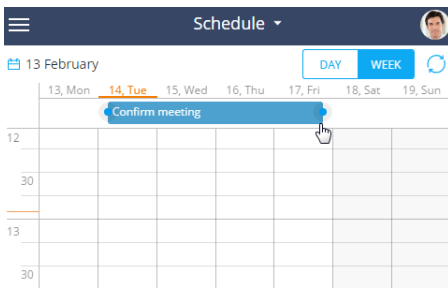 Schedule
13 February DAY WEEK
13, Mon 14, Tue 15, Wed 16, Thu 17, Fri 18, Sat 19, Sun
Confirm meeting
12
30
13
30